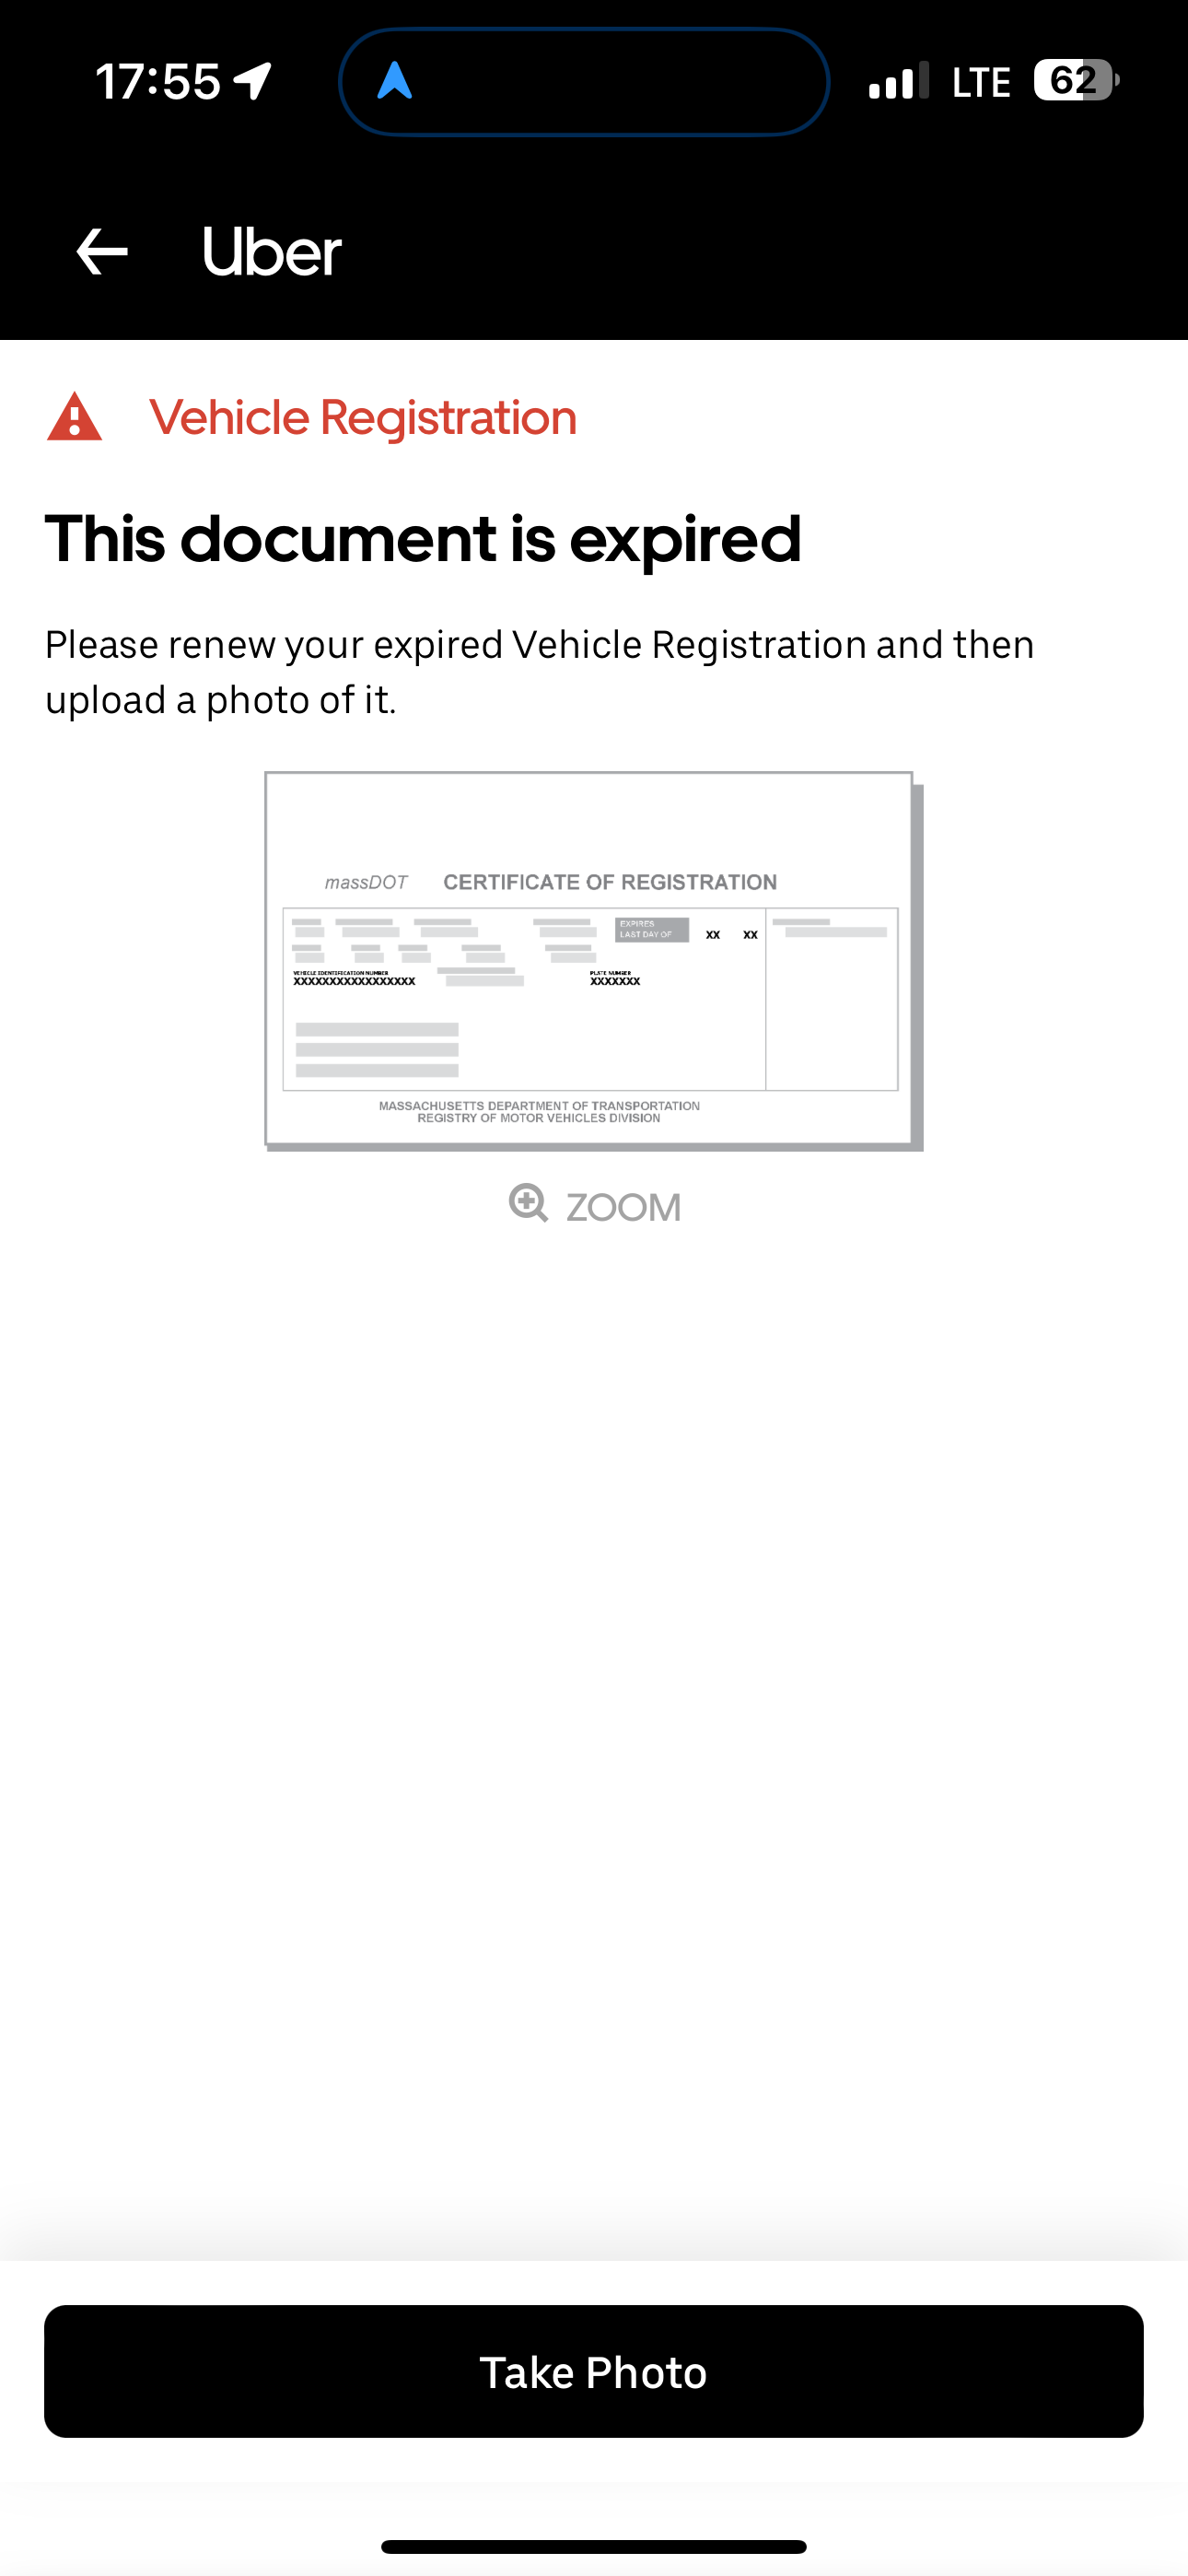 17:55 LTE 62
Uber
Vehicle Registration
This document is expired
Please renew your expired Vehicle Registration and then
upload a photo of it.
massDOT CERTIFICATE OF REGISTRATION
EXPIRES
LAST DAY OF XX XX
VEHICLE IDENTIFICATION NUMBER PLATE NUMBER
XXXXXXXXXXXXXXXXX XXXXXXX
MASSACHUSETTS DEPARTMENT OF TRANSPORTATION
REGISTRY OF MOTOR VEHICLES DIVISION
ZOOM
Take Photo